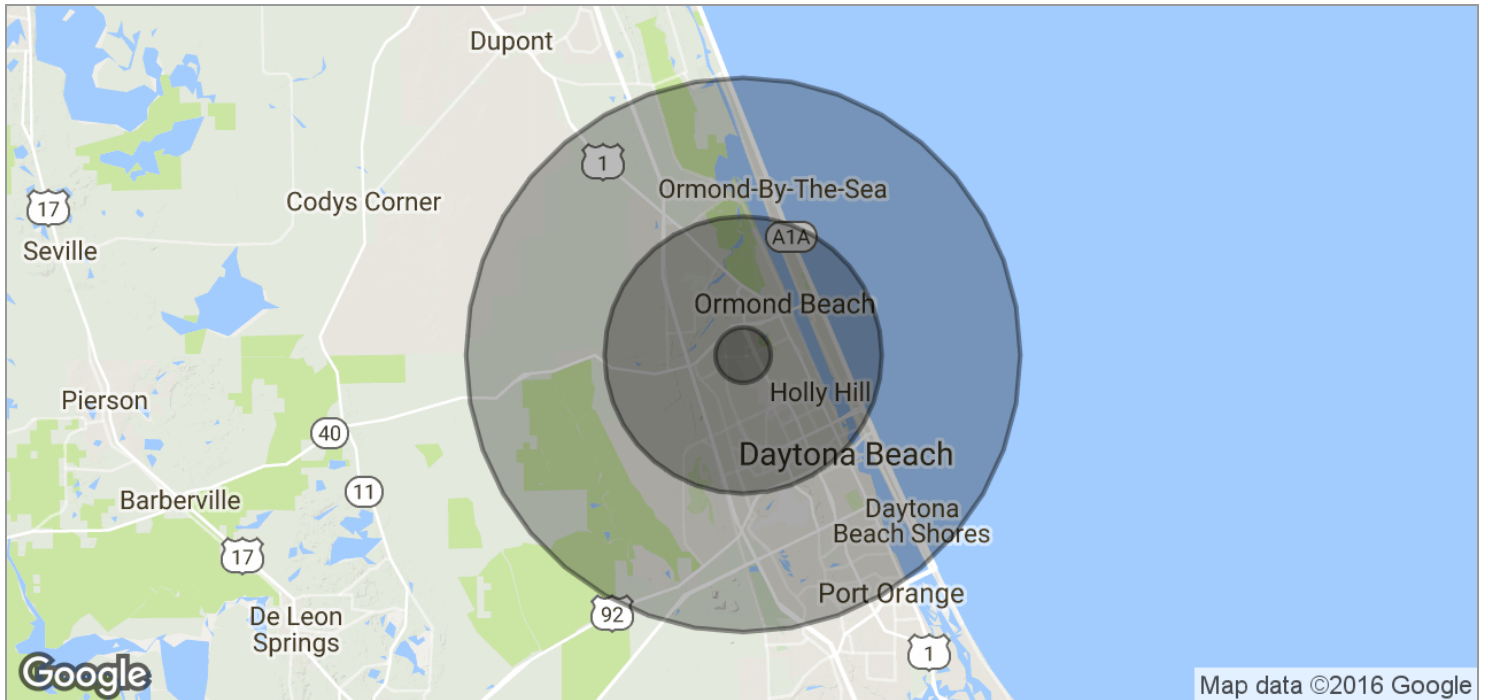 Dupont
1
Ormond-By-The-Sea
Codys Corner
17
A1A
Seville
Ormond Beach
Holly Hill
Pierson
40
Daytona Beach
11
Barberville
Daytona
Beach Shores
17
Port Orange
92
De Leon
Springs
1
Google
Map data ©2016 Google